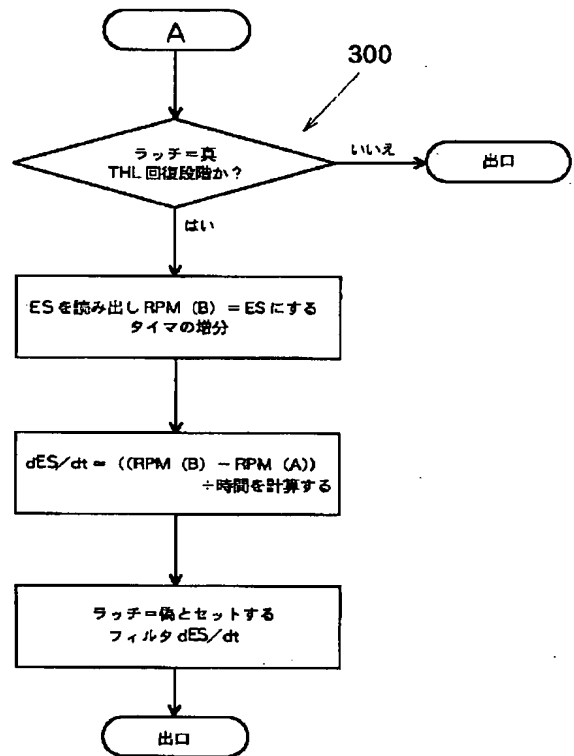 A
300
ラッチ=真
THL 回復段階か?
いいえ
出口
はい
ES を読み出し RPM (B) = ES にする
タイマの増分
dES/dt = ((RPM (B) − RPM (A))
÷時間を計算する
ラッチ=偽とセットする
フィルタ dES/dt
出口